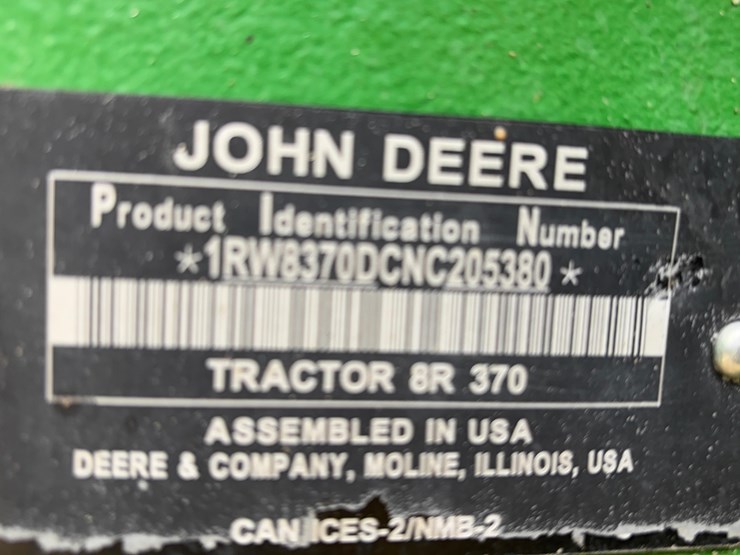 JOHN DEERE
Product Identification Number
*1RW8370DCNC205380*
TRACTOR 8R 370
ASSEMBLED IN USA
DEERE & COMPANY, MOLINE, ILLINOIS, USA
CAN ICES-2/NMB-2